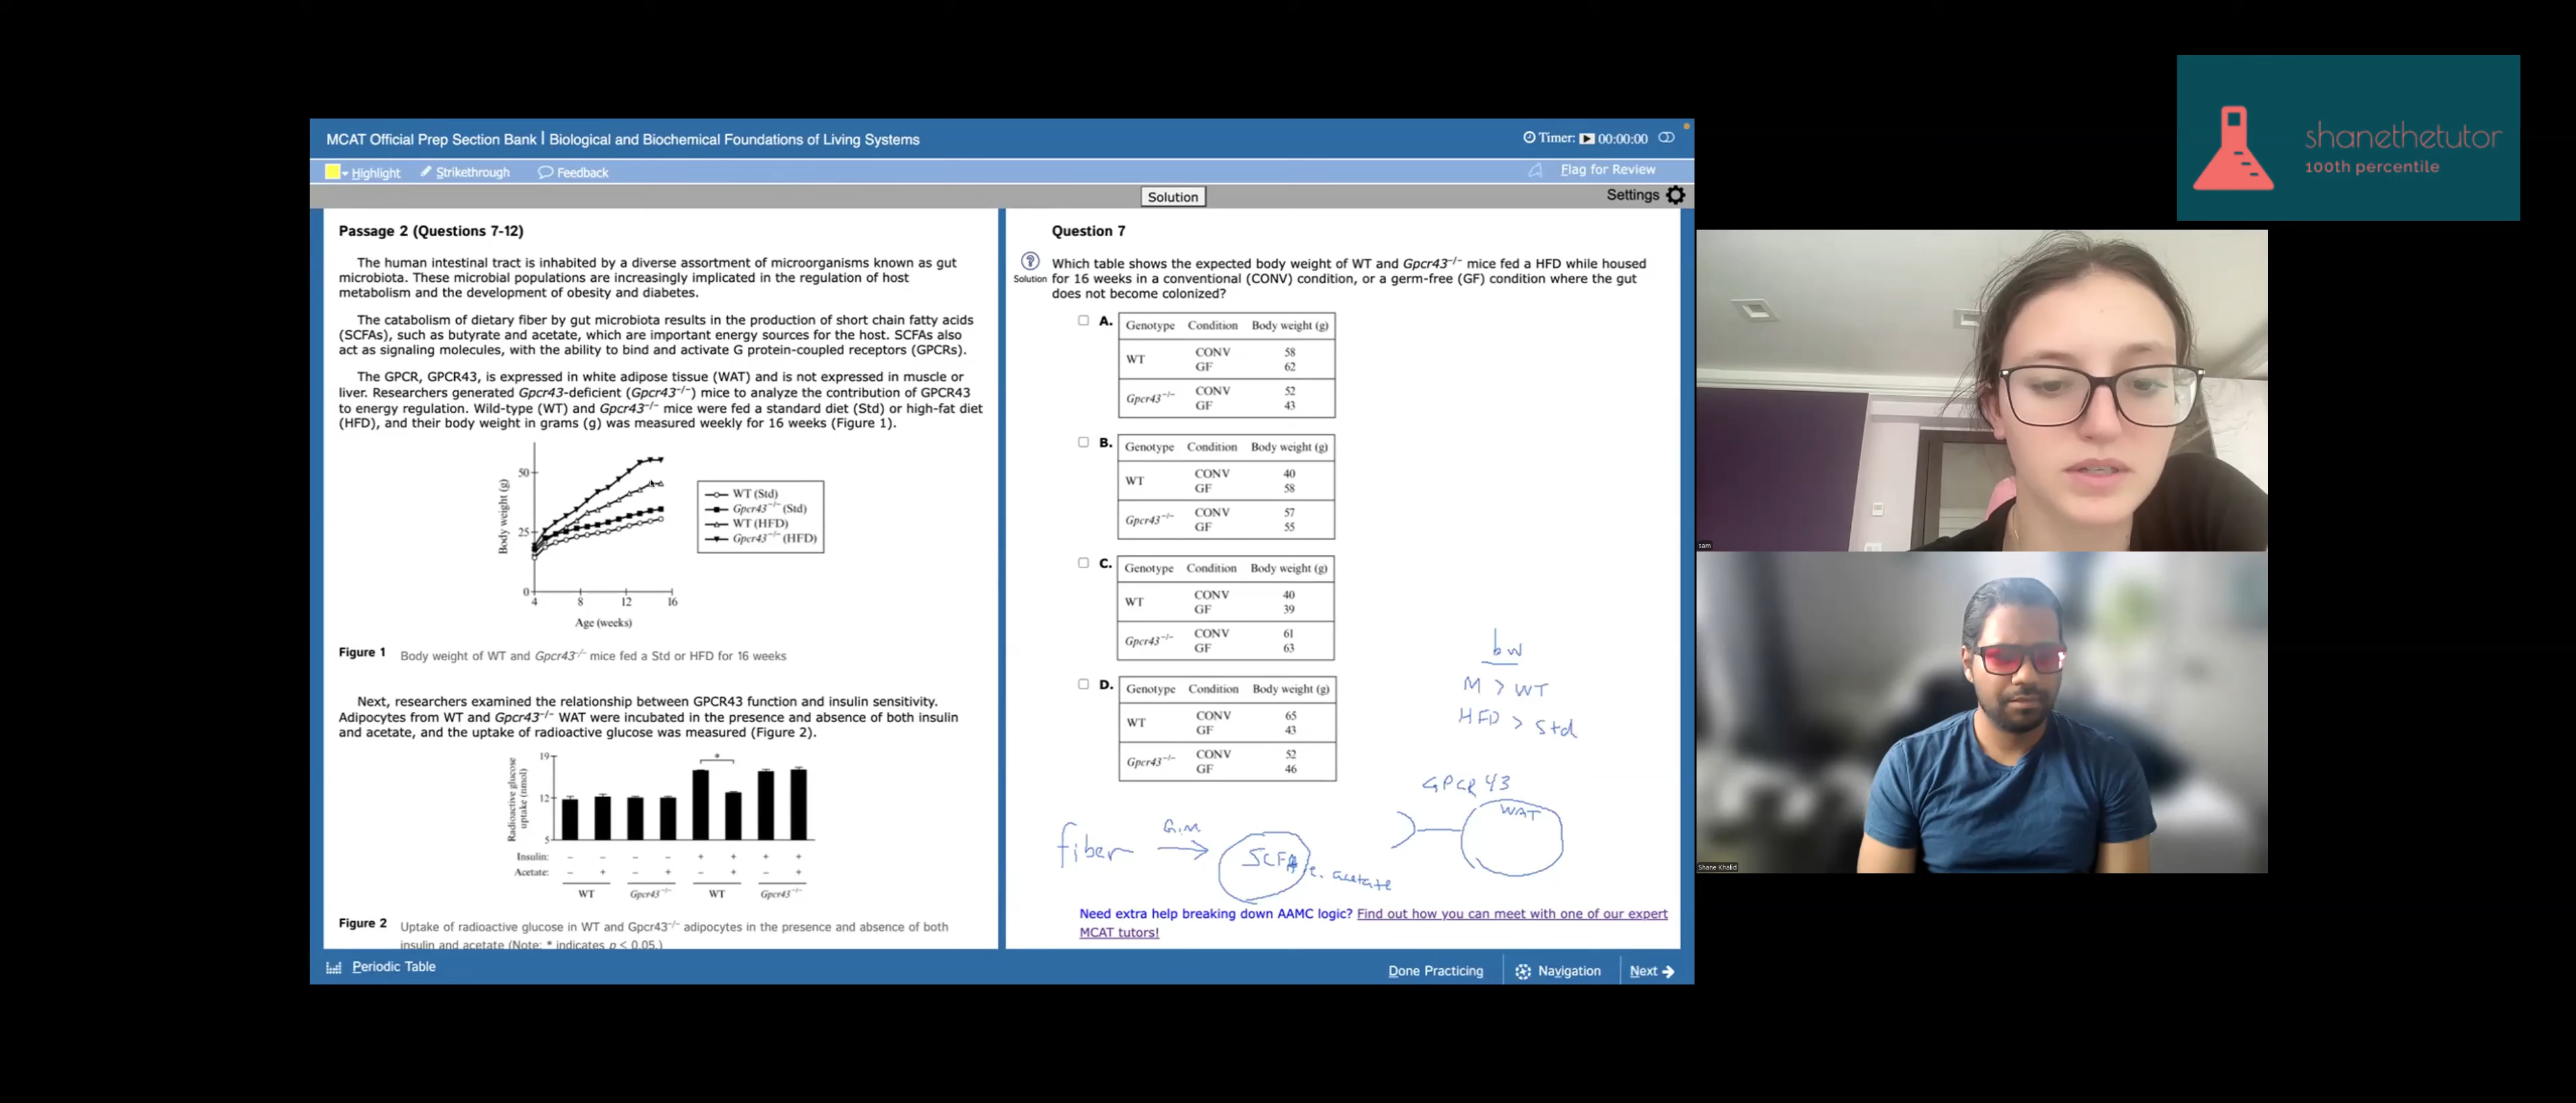 shanethetutor
100th percentile
MCAT Official Prep Section Bank | Biological and Biochemical Foundations of Living Systems
Timer: 00:00:00
Highlight Strikethrough Feedback
Flag for Review
Solution
Settings
Passage 2 (Questions 7-12)
The human intestinal tract is inhabited by a diverse assortment of microorganisms known as gut
microbiota. These microbial populations are increasingly implicated in the regulation of host
metabolism and the development of obesity and diabetes.
The catabolism of dietary fiber by gut microbiota results in the production of short chain fatty acids
(SCFAs), such as butyrate and acetate, which are important energy sources for the host. SCFAs also
act as signaling molecules, with the ability to bind and activate G protein-coupled receptors (GPCRs).
The GPCR, GPCR43, is expressed in white adipose tissue (WAT) and is not expressed in muscle or
liver. Researchers generated Gpcr43-deficient (Gpcr43−/−) mice to analyze the contribution of GPCR43
to energy regulation. Wild-type (WT) and Gpcr43−/− mice were fed a standard diet (Std) or high-fat diet
(HFD), and their body weight in grams (g) was measured weekly for 16 weeks (Figure 1).
Body weight (g)
50
25
0
4 8 12 16
Age (weeks)
WT (Std)
Gpcr43−/− (Std)
WT (HFD)
Gpcr43−/− (HFD)
Figure 1 Body weight of WT and Gpcr43−/− mice fed a Std or HFD for 16 weeks
Next, researchers examined the relationship between GPCR43 function and insulin sensitivity.
Adipocytes from WT and Gpcr43−/− WAT were incubated in the presence and absence of both insulin
and acetate, and the uptake of radioactive glucose was measured (Figure 2).
Radioactive glucose
uptake (nmol)
19
12
5
*
Insulin: − − − − + + + +
Acetate: − + − + − + − +
WT Gpcr43−/− WT Gpcr43−/−
Figure 2 Uptake of radioactive glucose in WT and Gpcr43−/− adipocytes in the presence and absence of both
insulin and acetate (Note: * indicates p < 0.05.)
Question 7
Solution
Which table shows the expected body weight of WT and Gpcr43−/− mice fed a HFD while housed
for 16 weeks in a conventional (CONV) condition, or a germ-free (GF) condition where the gut
does not become colonized?
A.
Genotype Condition Body weight (g)
WT CONV 58
GF 62
Gpcr43−/− CONV 52
GF 43
B.
Genotype Condition Body weight (g)
WT CONV 40
GF 58
Gpcr43−/− CONV 57
GF 55
C.
Genotype Condition Body weight (g)
WT CONV 40
GF 39
Gpcr43−/− CONV 61
GF 63
D.
Genotype Condition Body weight (g)
WT CONV 65
GF 43
Gpcr43−/− CONV 52
GF 46
bw
M > WT
HFD > Std
GPCR 43
WAT
fiber G.M SCFA i.e. acetate
Need extra help breaking down AAMC logic? Find out how you can meet with one of our expert
MCAT tutors!
Periodic Table
Done Practicing Navigation Next
sam
Shane Khalid